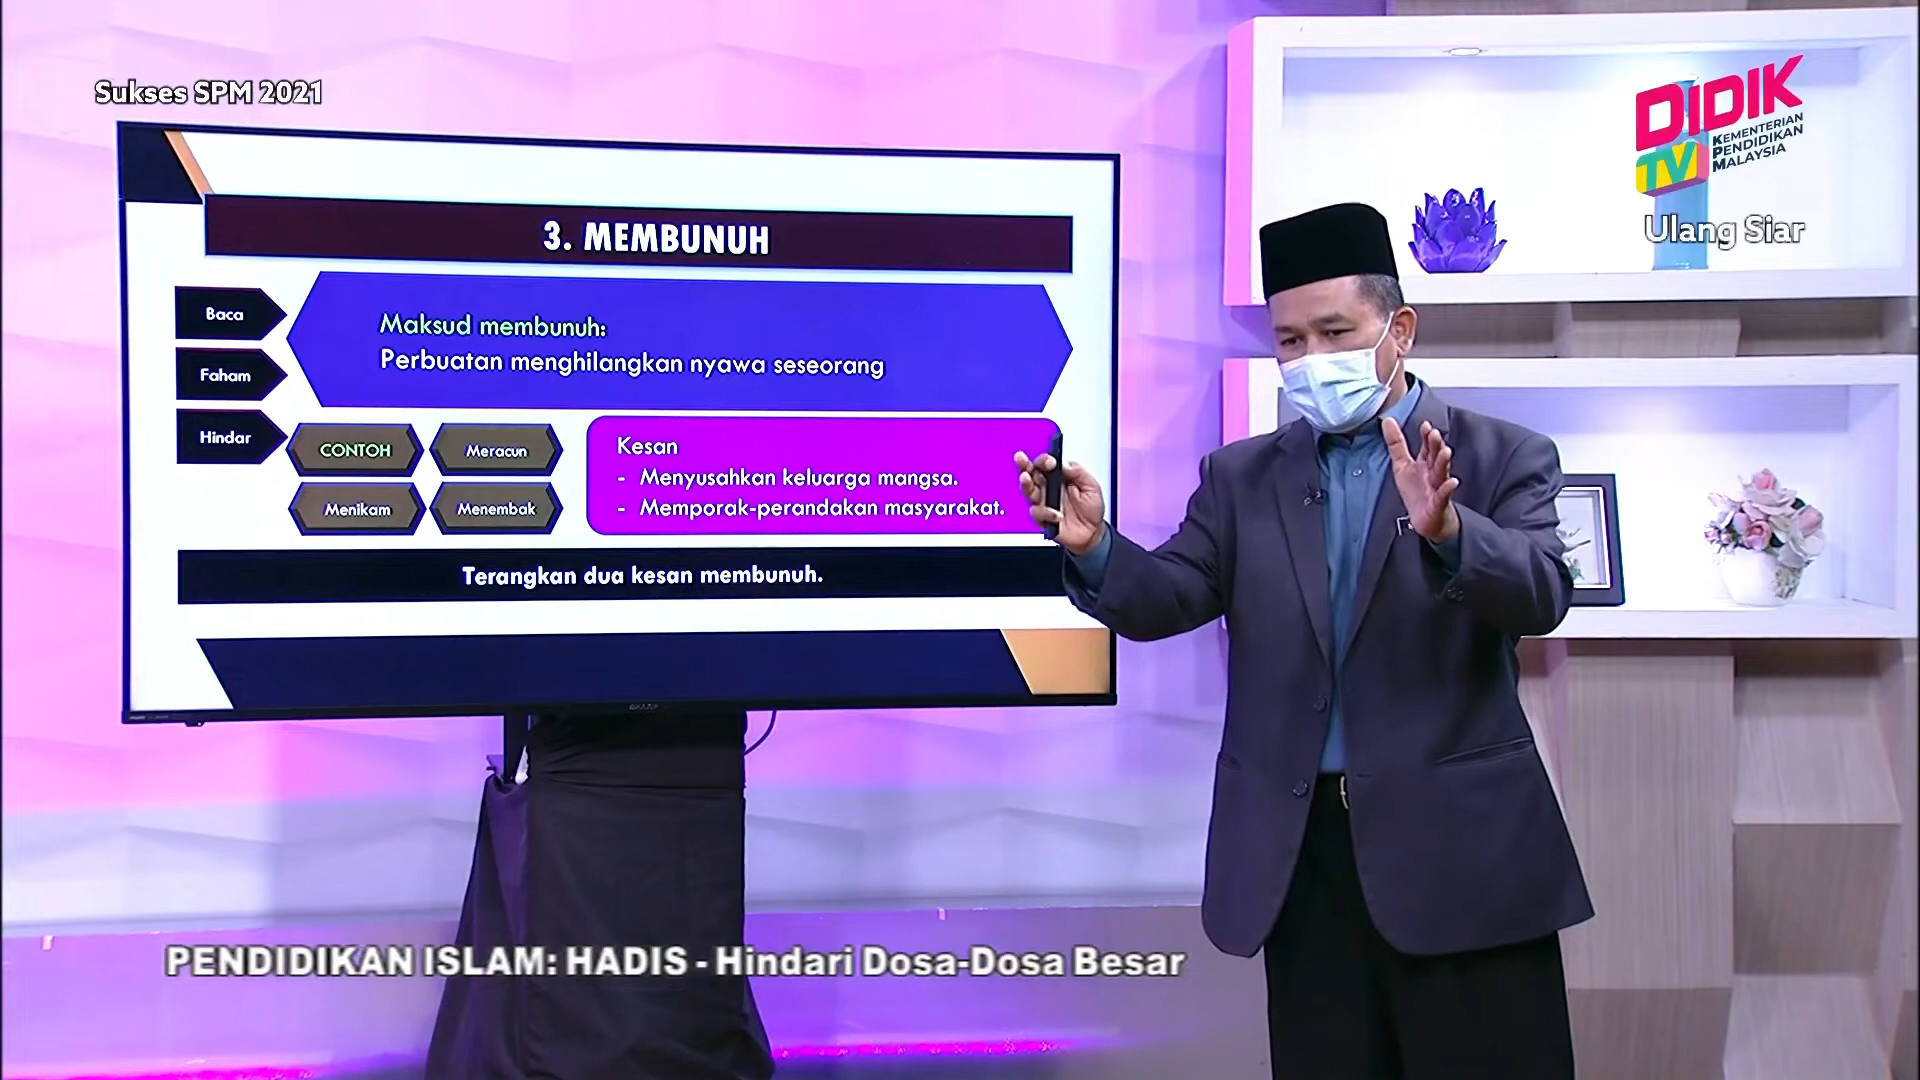 Sukses SPM 2021
DIDIK
TV
KEMENTERIAN
PENDIDIKAN
MALAYSIA
Ulang Siar
3. MEMBUNUH
Baca
Faham
Hindar
Maksud membunuh:
Perbuatan menghilangkan nyawa seseorang
CONTOH
Meracun
Menikam
Menembak
Kesan
- Menyusahkan keluarga mangsa.
- Memporak-perandakan masyarakat.
Terangkan dua kesan membunuh.
PENDIDIKAN ISLAM: HADIS - Hindari Dosa-Dosa Besar